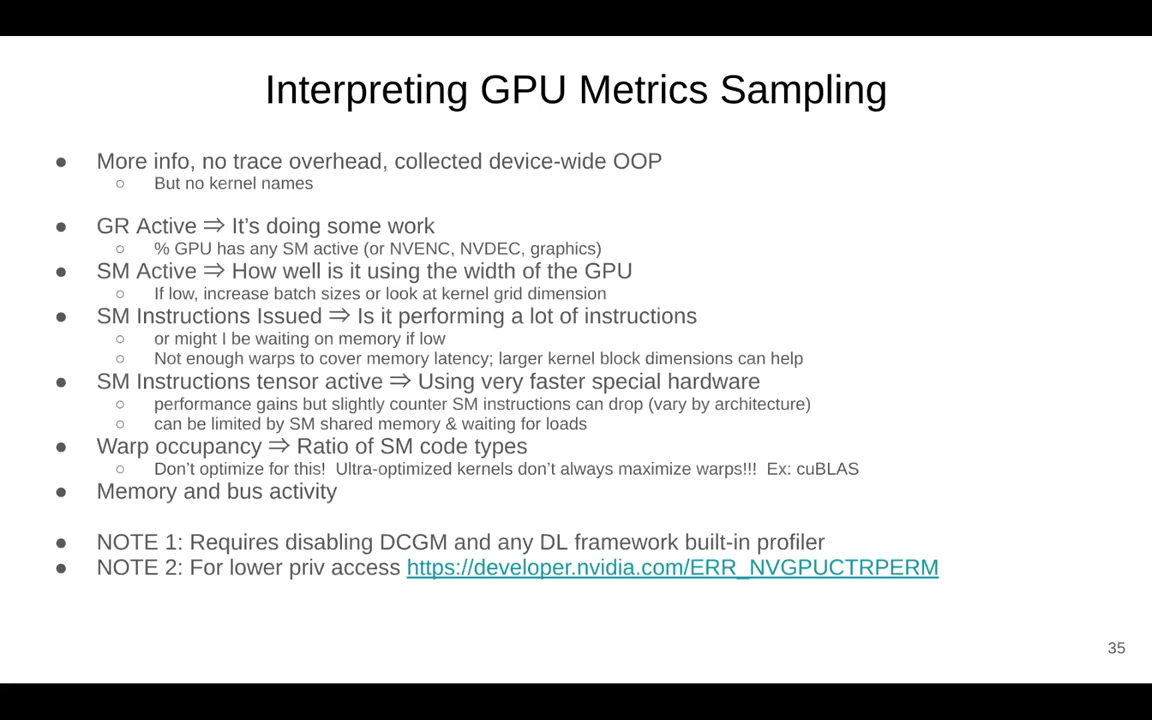 Interpreting GPU Metrics Sampling
● More info, no trace overhead, collected device-wide OOP
○ But no kernel names
● GR Active ⇒ It's doing some work
○ % GPU has any SM active (or NVENC, NVDEC, graphics)
● SM Active ⇒ How well is it using the width of the GPU
○ If low, increase batch sizes or look at kernel grid dimension
● SM Instructions Issued ⇒ Is it performing a lot of instructions
○ or might I be waiting on memory if low
○ Not enough warps to cover memory latency; larger kernel block dimensions can help
● SM Instructions tensor active ⇒ Using very faster special hardware
○ performance gains but slightly counter SM instructions can drop (vary by architecture)
○ can be limited by SM shared memory & waiting for loads
● Warp occupancy ⇒ Ratio of SM code types
○ Don't optimize for this!  Ultra-optimized kernels don't always maximize warps!!!  Ex: cuBLAS
● Memory and bus activity
● NOTE 1: Requires disabling DCGM and any DL framework built-in profiler
● NOTE 2: For lower priv access https://developer.nvidia.com/ERR_NVGPUCTRPERM
35